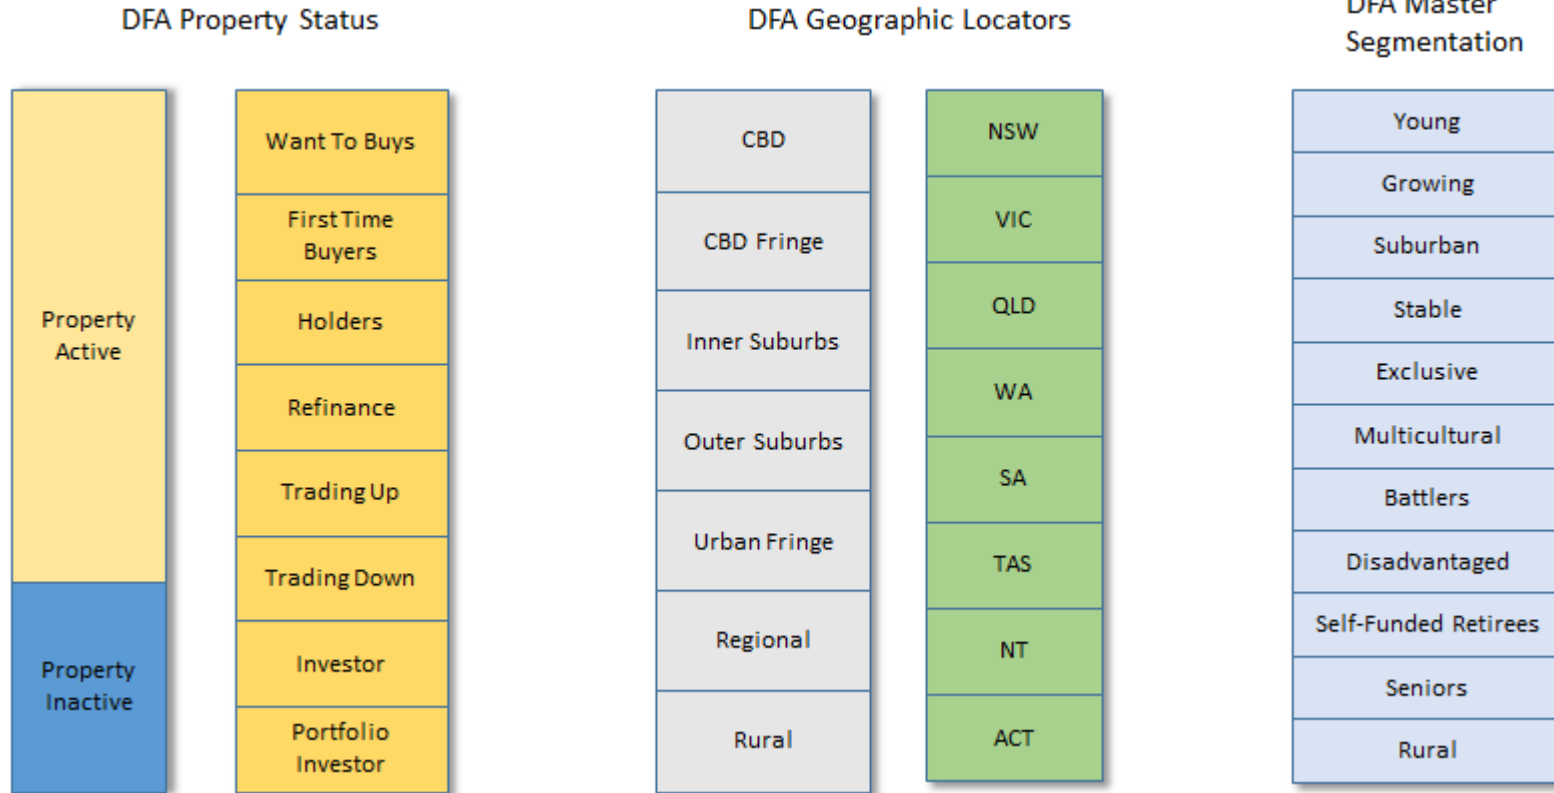 DFA Property Status
Property
Active
Property
Inactive
Want To Buys
First Time
Buyers
Holders
Refinance
Trading Up
Trading Down
Investor
Portfolio
Investor
DFA Geographic Locators
CBD
CBD Fringe
Inner Suburbs
Outer Suburbs
Urban Fringe
Regional
Rural
NSW
VIC
QLD
WA
SA
TAS
NT
ACT
DFA Master
Segmentation
Young
Growing
Suburban
Stable
Exclusive
Multicultural
Battlers
Disadvantaged
Self-Funded Retirees
Seniors
Rural